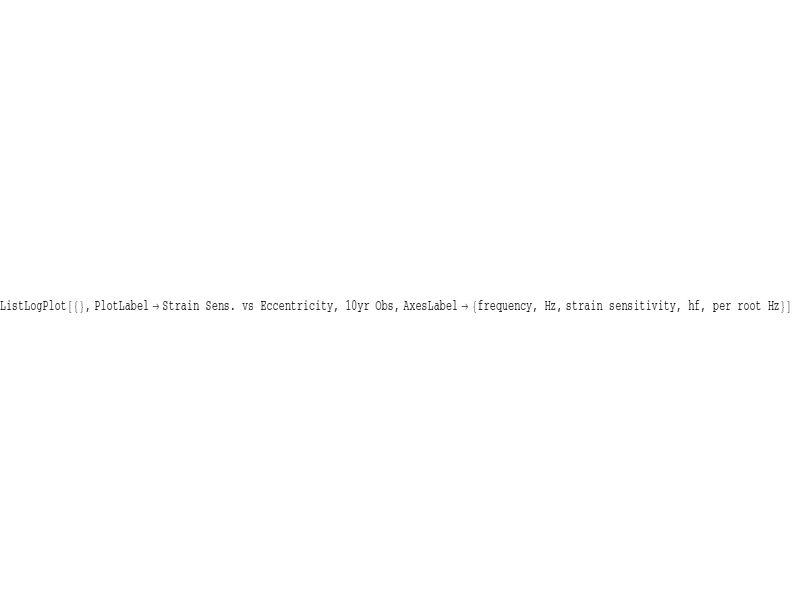 ListLogPlot[{}, PlotLabel → Strain Sens. vs Eccentricity, 10yr Obs, AxesLabel → {frequency, Hz, strain sensitivity, hf, per root Hz}]